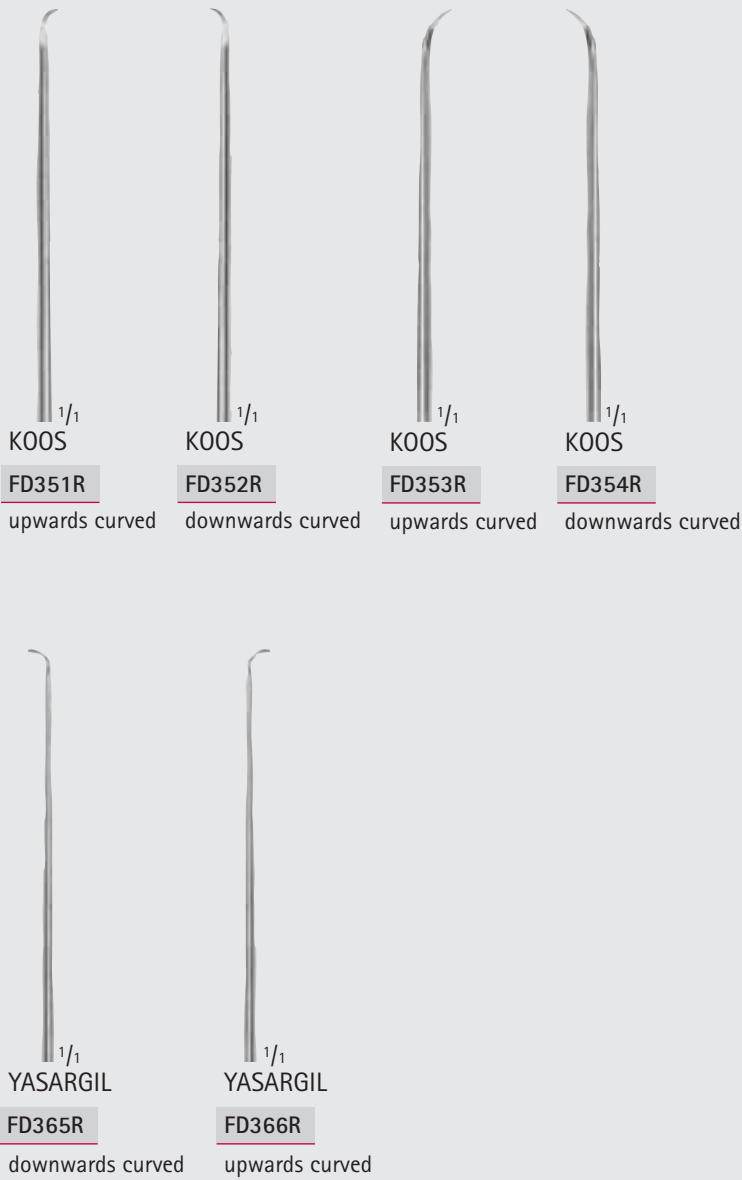 1/1 1/1 1/1 1/1
KOOS KOOS KOOS KOOS
FD351R FD352R FD353R FD354R
upwards curved downwards curved upwards curved downwards curved
1/1 1/1
YASARGIL YASARGIL
FD365R FD366R
downwards curved upwards curved